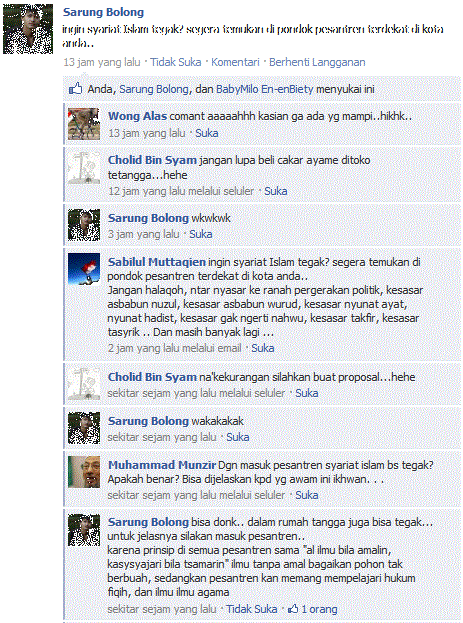 Sarung Bolong
ingin syariat Islam tegak? segera temukan di pondok pesantren terdekat di kota
anda..
13 jam yang lalu · Tidak Suka · Komentari · Berhenti Langganan
Anda, Sarung Bolong, dan BabyMilo En-enBiety menyukai ini
Wong Alas comant aaaaahhh kasian ga ada yg mampi..hikhk..
13 jam yang lalu · Suka
Cholid Bin Syam jangan lupa beli cakar ayame ditoko
tetangga...hehe
12 jam yang lalu melalui seluler · Suka
Sarung Bolong wkwkwk
3 jam yang lalu · Suka
Sabilul Muttaqien ingin syariat Islam tegak? segera temukan di
pondok pesantren terdekat di kota anda..
Jangan halaqoh, ntar nyasar ke ranah pergerakan politik, kesasar
asbabun nuzul, kesasar asbabun wurud, kesasar nyunat ayat,
nyunat hadist, kesasar gak ngerti nahwu, kesasar takfir, kesasar
tasyrik .. Dan masih banyak lagi ...
2 jam yang lalu melalui email · Suka
Cholid Bin Syam na'kekurangan silahkan buat proposal...hehe
sekitar sejam yang lalu melalui seluler · Suka
Sarung Bolong wakakakak
sekitar sejam yang lalu · Suka
Muhammad Munzir Dgn masuk pesantren syariat islam bs tegak?
Apakah benar? Bisa dijelaskan kpd yg awam ini ikhwan. . .
sekitar sejam yang lalu melalui seluler · Suka
Sarung Bolong bisa donk.. dalam rumah tangga juga bisa tegak...
untuk jelasnya silakan masuk pesantren..
karena prinsip di semua pesantren sama "al ilmu bila amalin,
kasysyajari bila tsamarin" ilmu tanpa amal bagaikan pohon tak
berbuah, sedangkan pesantren kan memang mempelajari hukum
fiqih, dan ilmu ilmu agama
sekitar sejam yang lalu · Tidak Suka · 1 orang